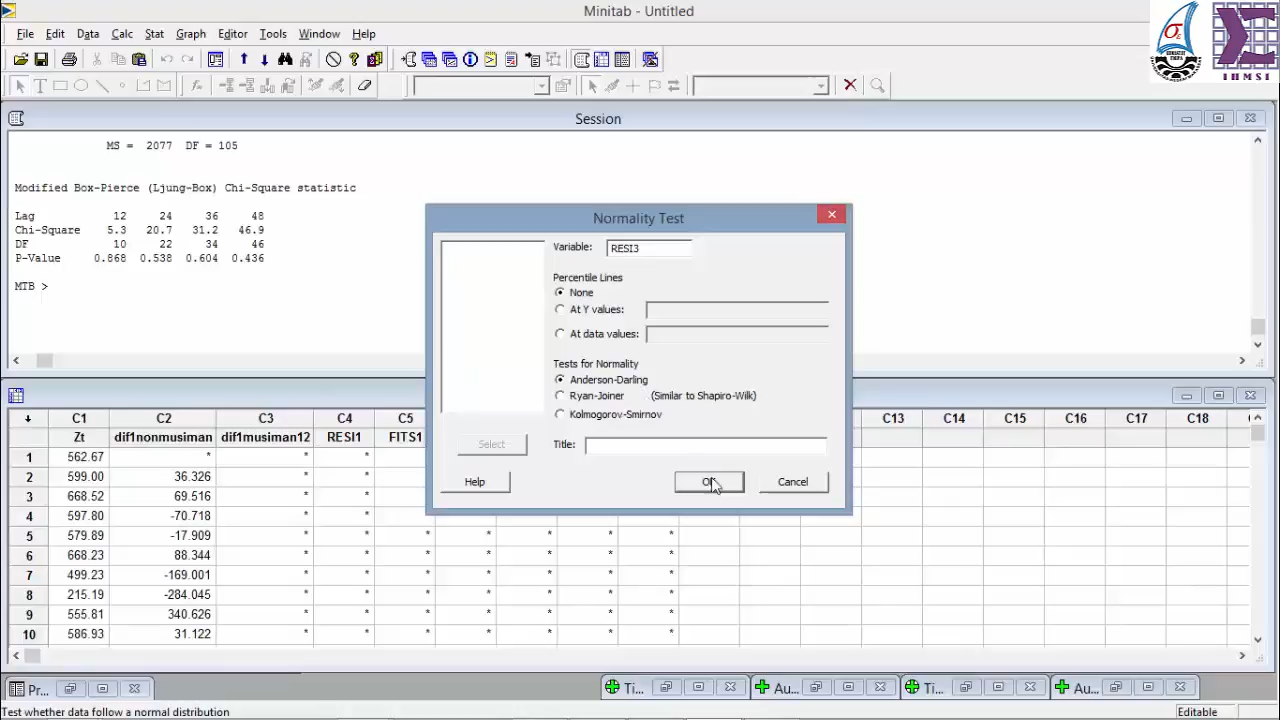 Minitab - Untitled
File Edit Data Calc Stat Graph Editor Tools Window Help
IHMSI
Session
MS = 2077 DF = 105
Modified Box-Pierce (Ljung-Box) Chi-Square statistic
Lag 12 24 36 48
Chi-Square 5.3 20.7 31.2 46.9
DF 10 22 34 46
P-Value 0.868 0.538 0.604 0.436
MTB >
Normality Test
Variable: RESI3
Percentile Lines
None
At Y values:
At data values:
Tests for Normality
Anderson-Darling
Ryan-Joiner (Similar to Shapiro-Wilk)
Kolmogorov-Smirnov
Select
Title:
Help OK Cancel
C1 C2 C3 C4 C5 C13 C14 C15 C16 C17 C18
Zt dif1nonmusiman dif1musiman12 RESI1 FITS1
1 562.67 * * *
2 599.00 36.326 * *
3 668.52 69.516 * *
4 597.80 -70.718 * *
5 579.89 -17.909 * * * * * * *
6 668.23 88.344 * * * * * * *
7 499.23 -169.001 * * * * * * *
8 215.19 -284.045 * * * * * * *
9 555.81 340.626 * * * * * * *
10 586.93 31.122 * * * * * * *
Pr... Ti... Au... Ti... Au...
Test whether data follow a normal distribution
Editable